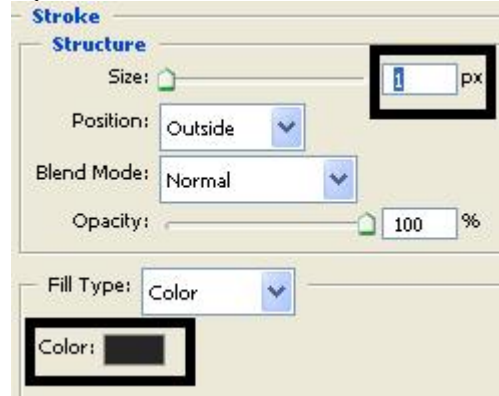 Stroke
Structure
Size: 1 px
Position: Outside
Blend Mode: Normal
Opacity: 100 %
Fill Type: Color
Color: